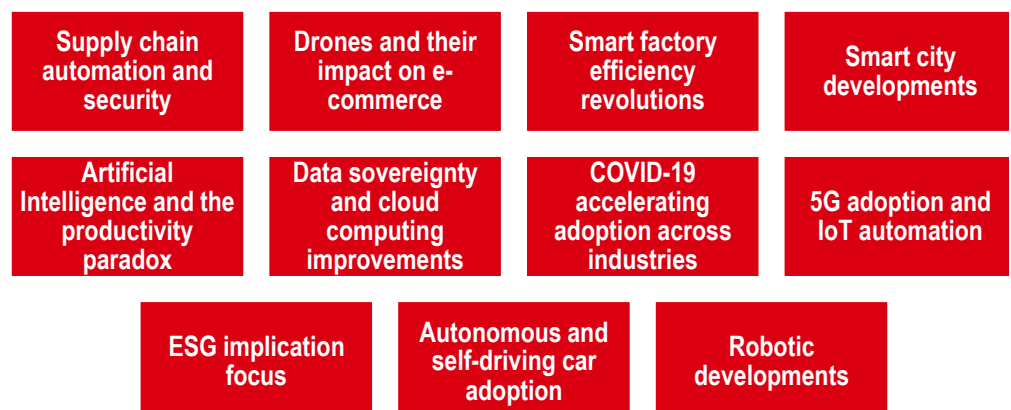 Supply chain
automation and
security
Drones and their
impact on e-
commerce
Smart factory
efficiency
revolutions
Smart city
developments
Artificial
Intelligence and the
productivity
paradox
Data sovereignty
and cloud
computing
improvements
COVID-19
accelerating
adoption across
industries
5G adoption and
IoT automation
ESG implication
focus
Autonomous and
self-driving car
adoption
Robotic
developments